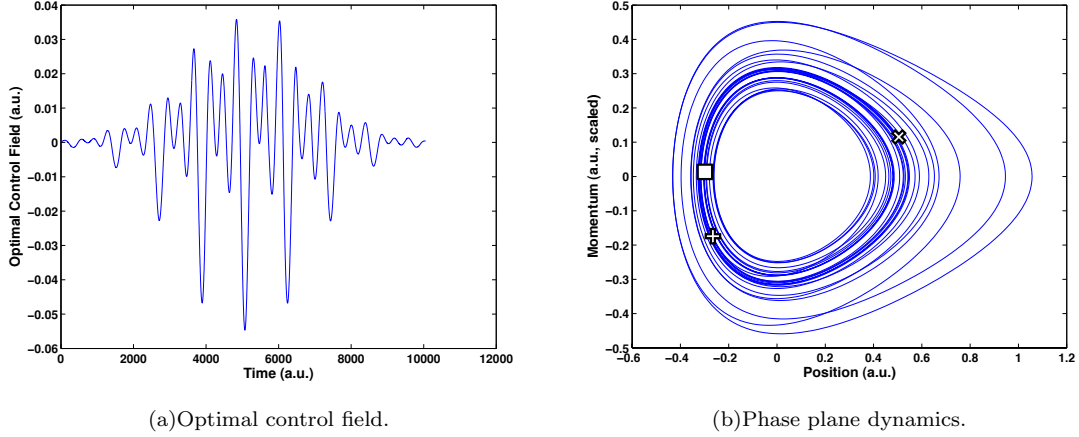 0.04
0.03
0.02
0.01
0
−0.01
−0.02
−0.03
−0.04
−0.05
−0.06
Optimal Control Field (a.u.)
0 2000 4000 6000 8000 10000 12000
Time (a.u.)
(a)Optimal control field.
0.5
0.4
0.3
0.2
0.1
0
−0.1
−0.2
−0.3
−0.4
−0.5
Momentum (a.u., scaled)
−0.6 −0.4 −0.2 0 0.2 0.4 0.6 0.8 1 1.2
Position (a.u.)
(b)Phase plane dynamics.